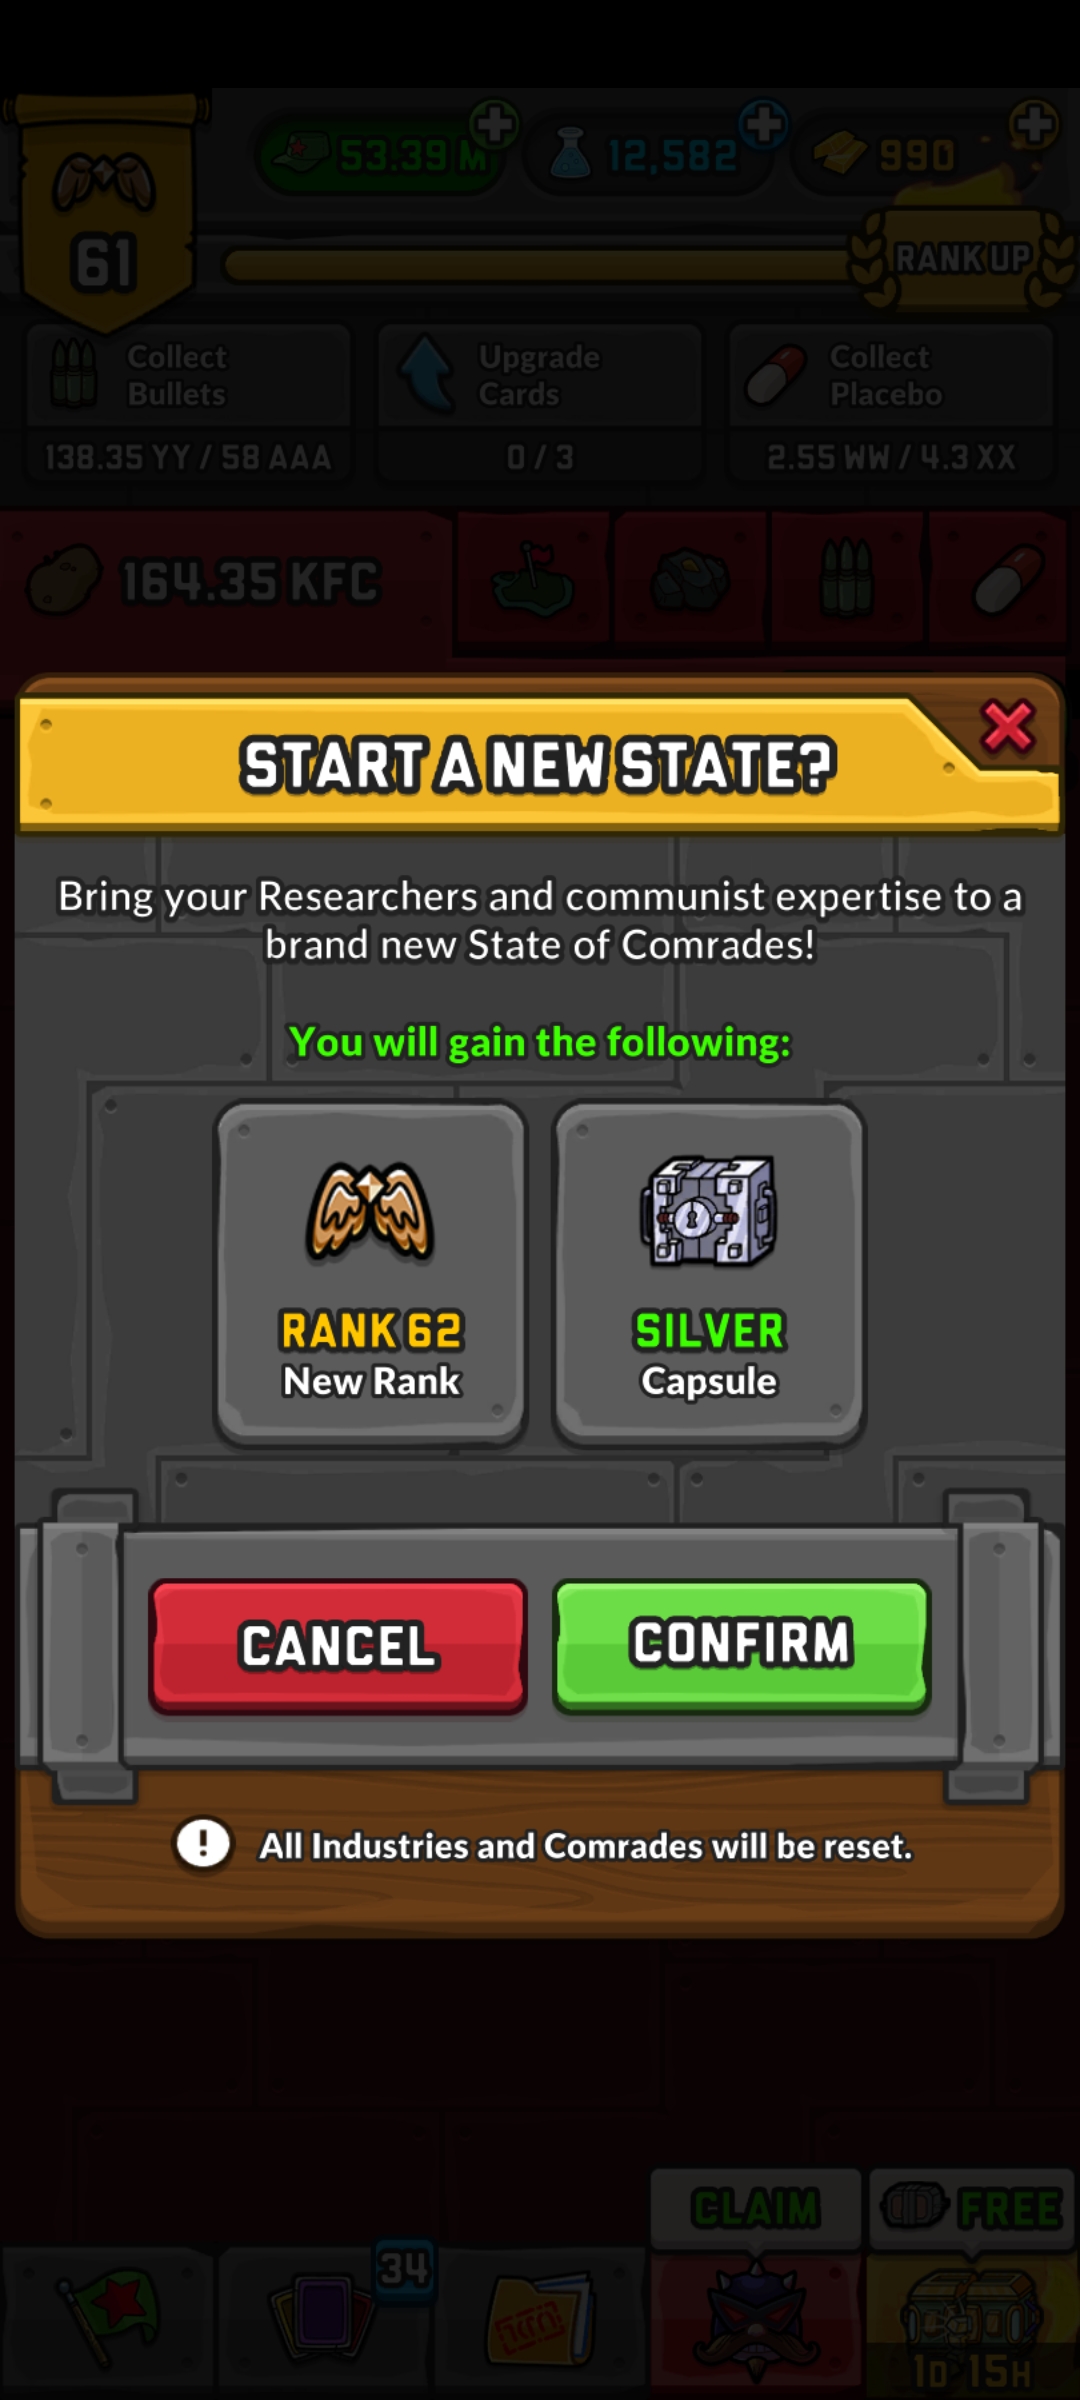 53.39 M
12,582
990
61
RANK UP
Collect
Bullets
Upgrade
Cards
Collect
Placebo
138.35 YY / 58 AAA
0 / 3
2.55 WW / 4.3 XX
164.35 KFC
START A NEW STATE?
Bring your Researchers and communist expertise to a
brand new State of Comrades!
You will gain the following:
RANK 62
New Rank
SILVER
Capsule
CANCEL
CONFIRM
! All Industries and Comrades will be reset.
CLAIM
FREE
34
1D 15H